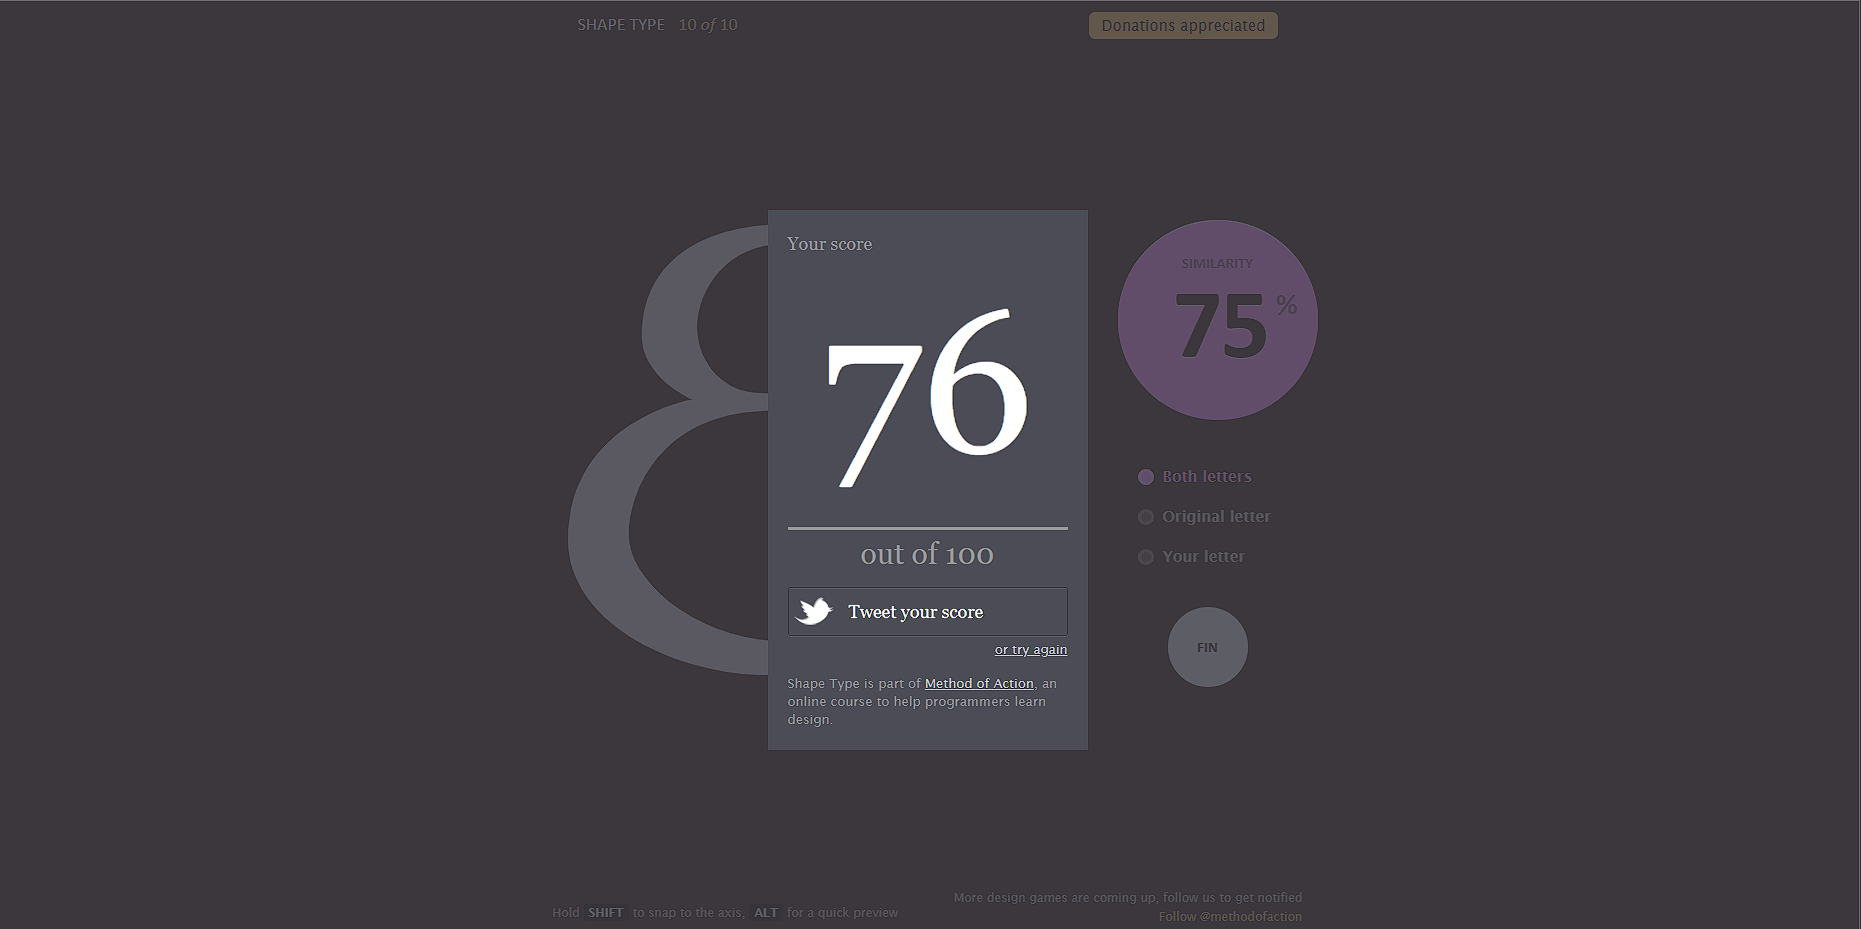 SHAPE TYPE 10 of 10
Donations appreciated
Your score
76
out of 100
Tweet your score
or try again
Shape Type is part of Method of Action, an
online course to help programmers learn
design.
SIMILARITY
75 %
Both letters
Original letter
Your letter
FIN
Hold SHIFT to snap to the axis, ALT for a quick preview
More design games are coming up, follow us to get notified
Follow @methodofaction